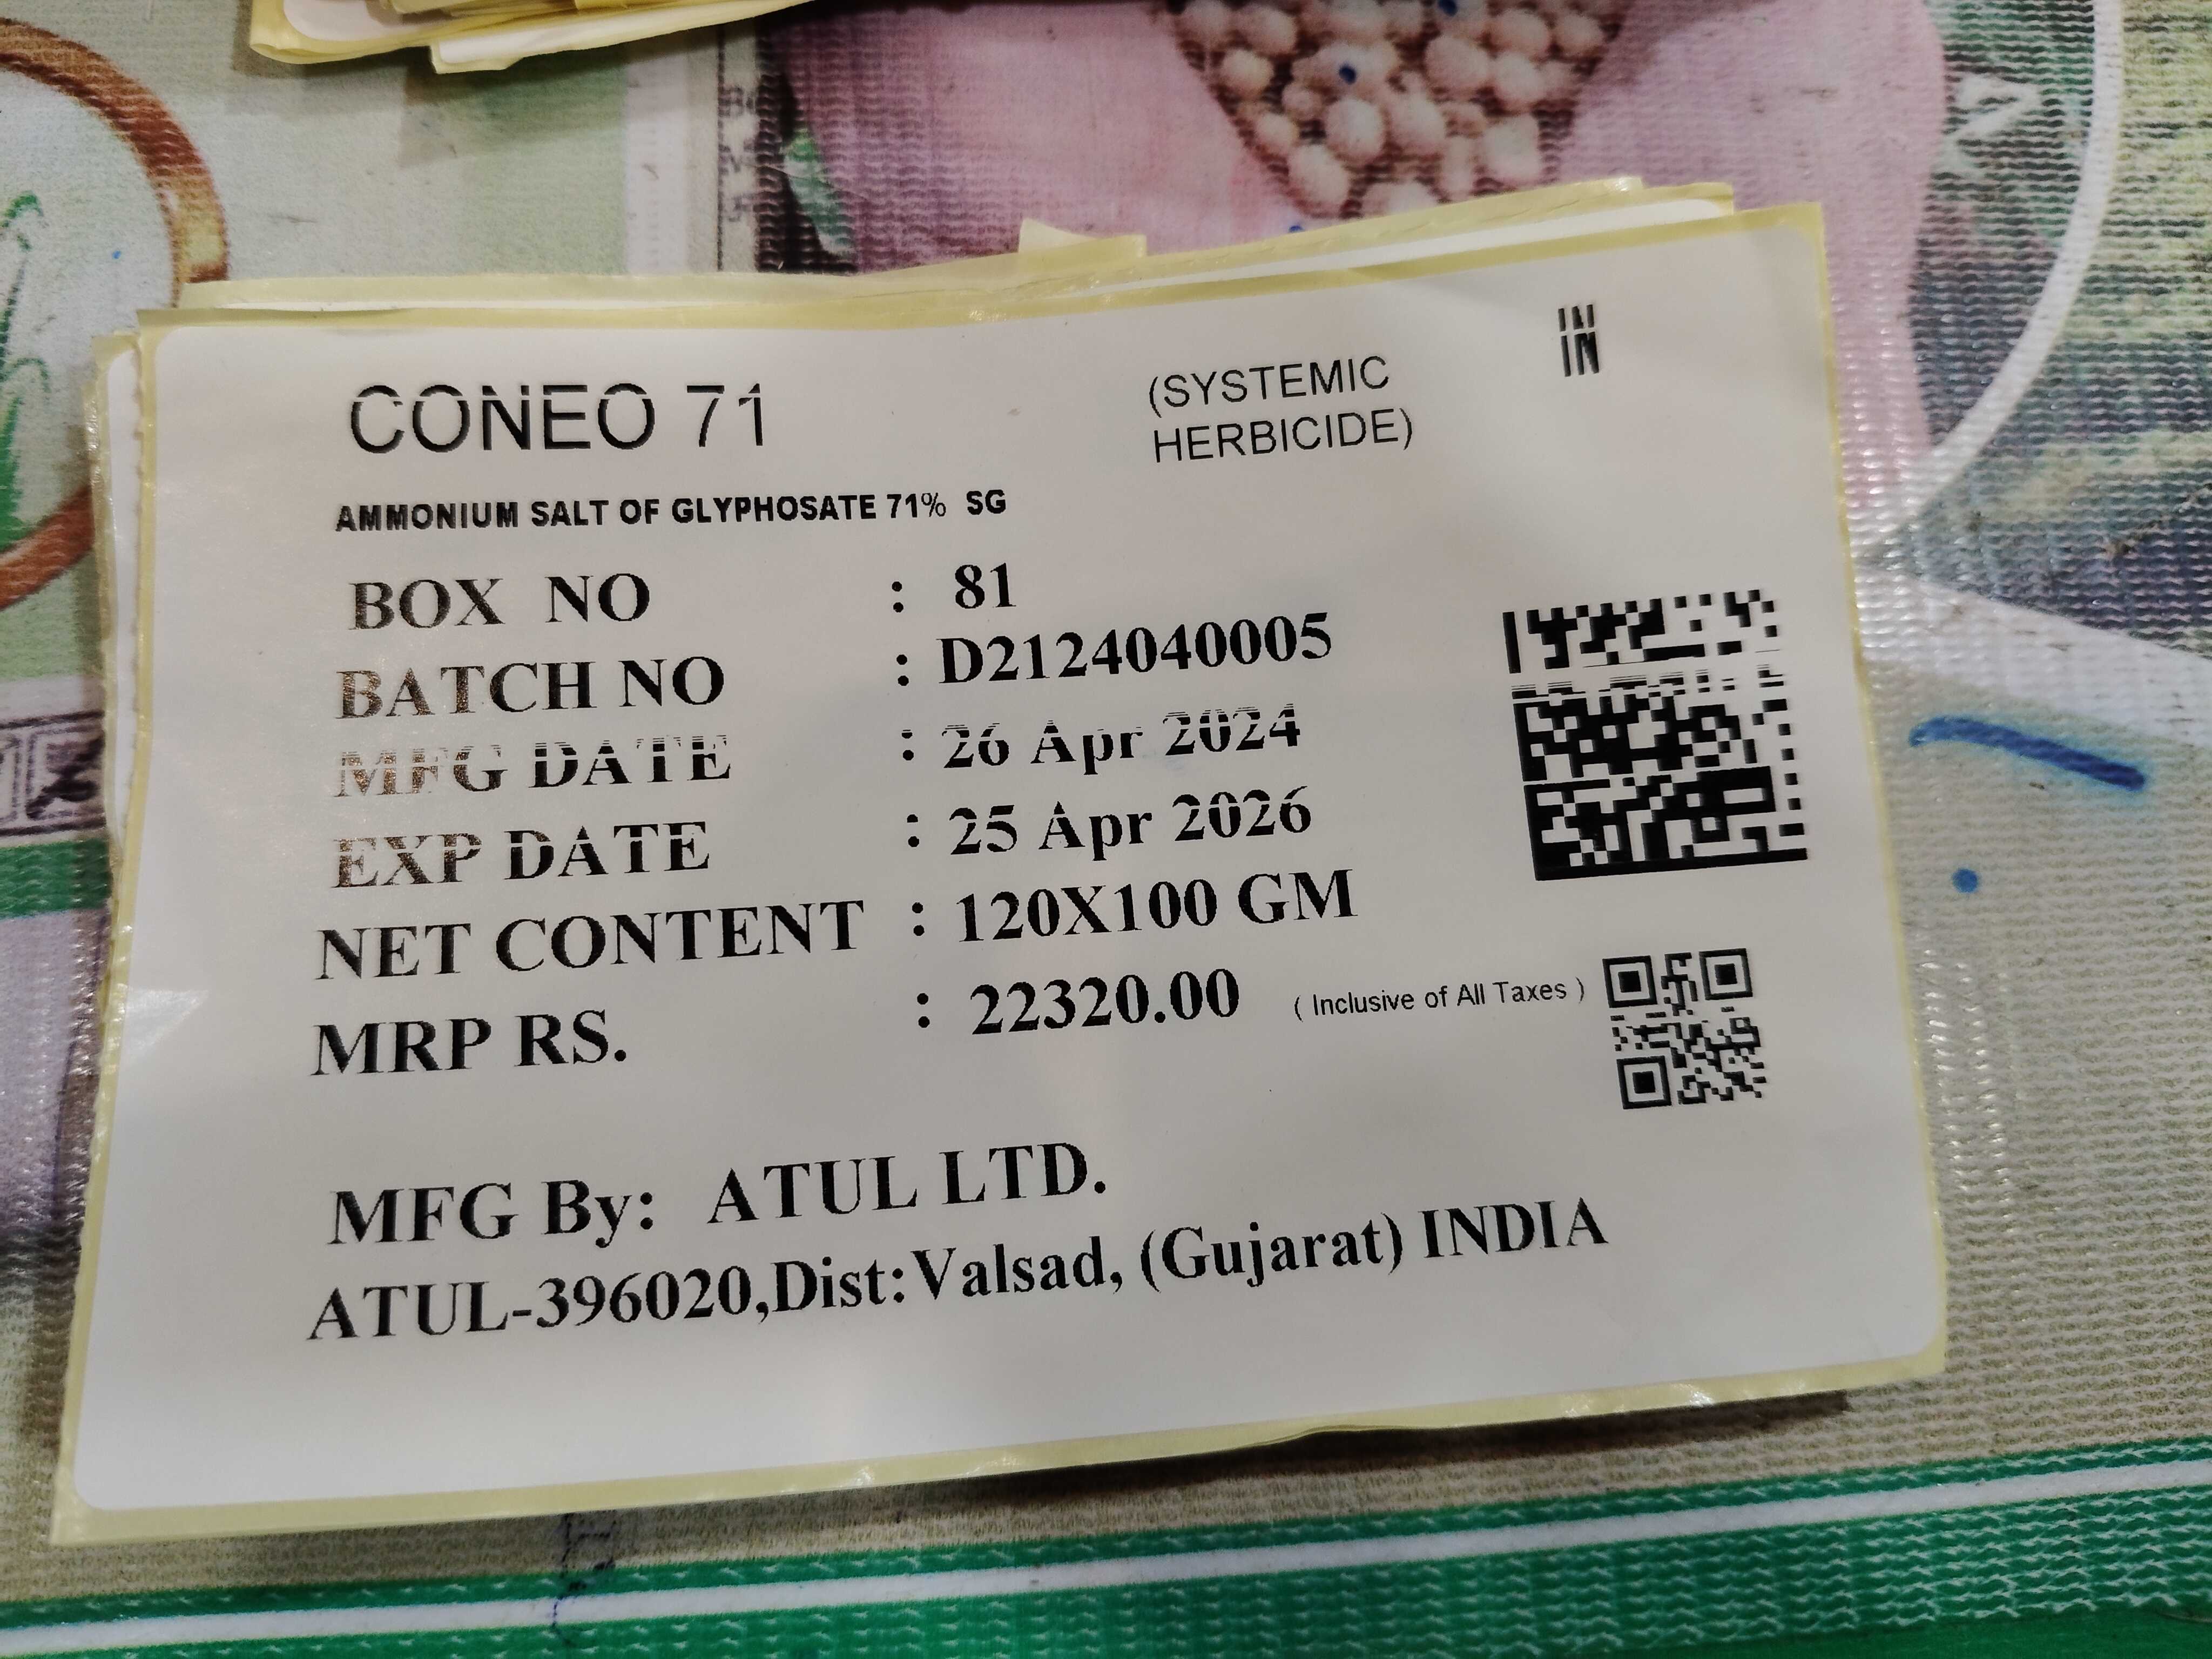 CONEO 71
(SYSTEMIC
HERBICIDE)
IN
AMMONIUM SALT OF GLYPHOSATE 71% SG
BOX NO : 81
BATCH NO : D2124040005
MFG DATE : 26 Apr 2024
EXP DATE : 25 Apr 2026
NET CONTENT : 120X100 GM
MRP RS. : 22320.00 ( Inclusive of All Taxes )
MFG By: ATUL LTD.
ATUL-396020,Dist:Valsad, (Gujarat) INDIA